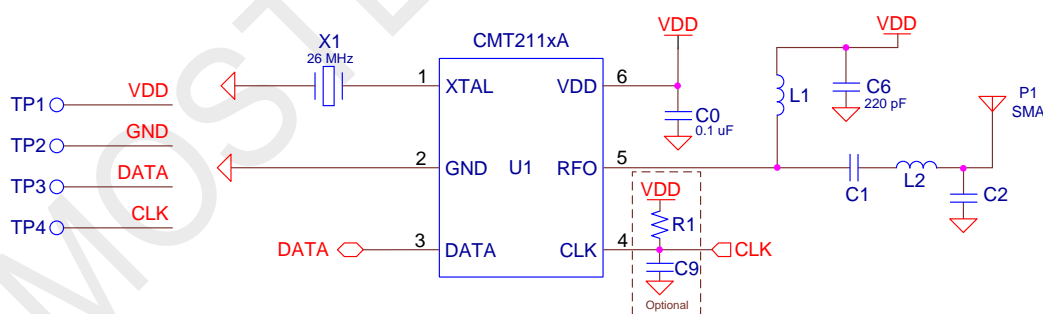 X1
26 MHz
CMT211xA
VDD
VDD
P1
SMA
TP1
VDD
1
XTAL
VDD
6
C0
0.1 uF
L1
C6
220 pF
TP2
GND
2
GND
U1
RFO
5
C1
L2
C2
TP3
DATA
VDD
R1
TP4
CLK
DATA
3
DATA
CLK
4
CLK
C9
Optional